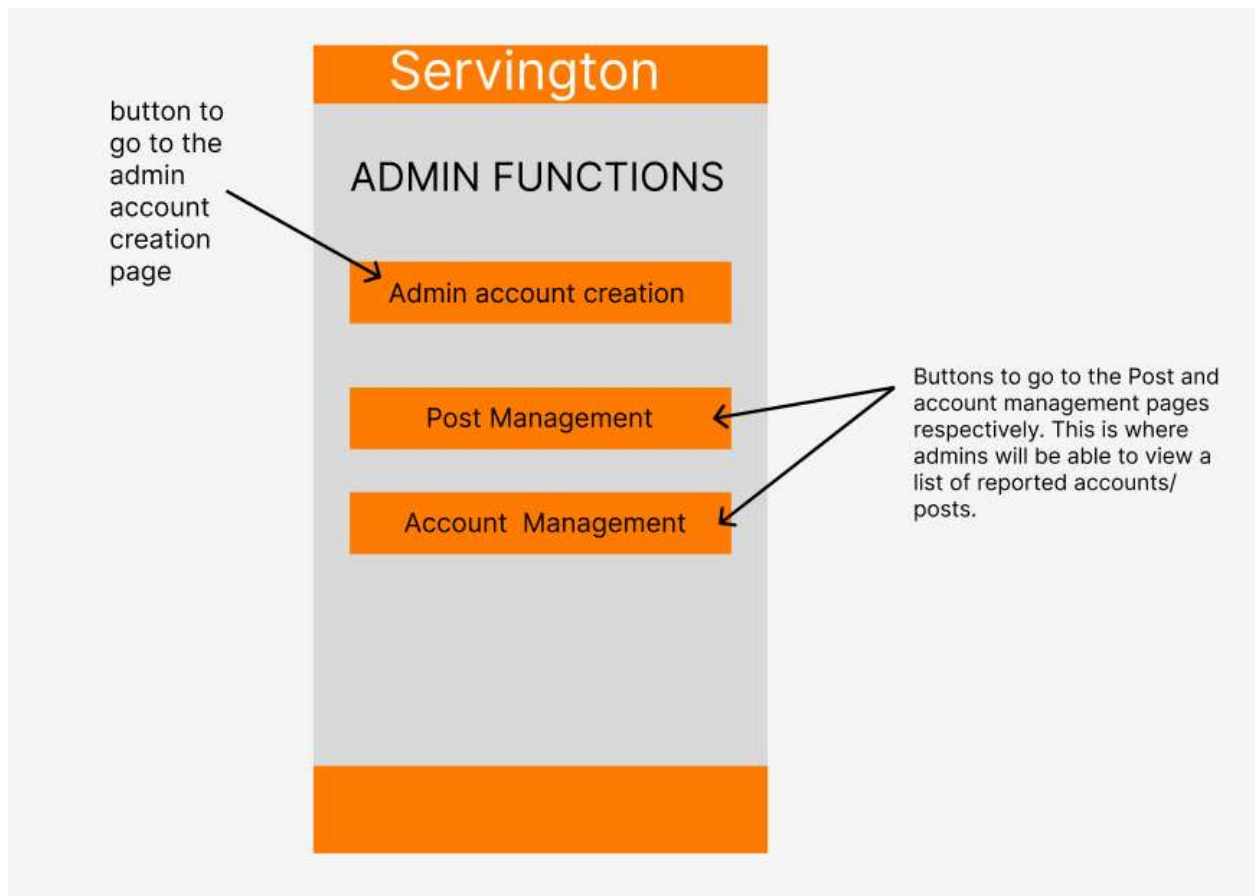 Servington
button to
go to the
admin
account
creation
page
ADMIN FUNCTIONS
Admin account creation
Post Management
Account Management
Buttons to go to the Post and
account management pages
respectively. This is where
admins will be able to view a
list of reported accounts/
posts.